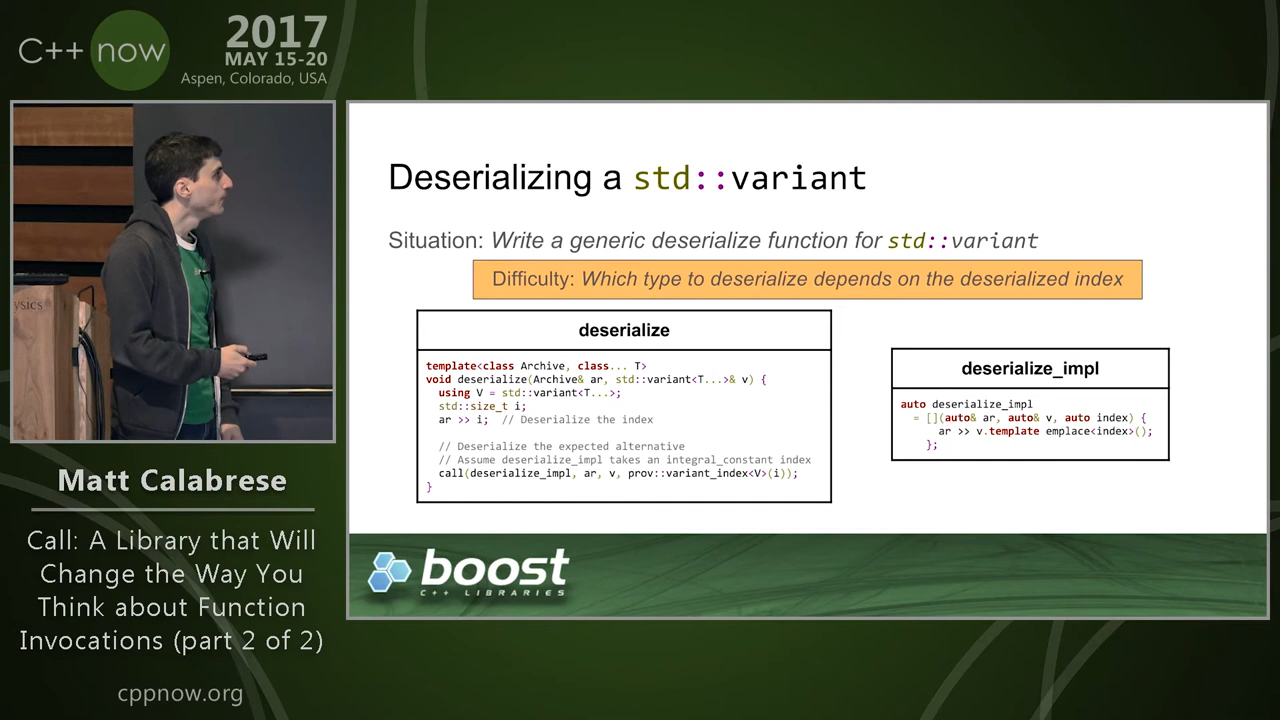 C++ now
2017
MAY 15-20
Aspen, Colorado, USA
ysics
Matt Calabrese
Call: A Library that Will
Change the Way You
Think about Function
Invocations (part 2 of 2)
cppnow.org
Deserializing a std::variant
Situation: Write a generic deserialize function for std::variant
Difficulty: Which type to deserialize depends on the deserialized index
deserialize
template<class Archive, class... T>
void deserialize(Archive& ar, std::variant<T...>& v) {
  using V = std::variant<T...>;
  std::size_t i;
  ar >> i;  // Deserialize the index
  // Deserialize the expected alternative
  // Assume deserialize_impl takes an integral_constant index
  call(deserialize_impl, ar, v, prov::variant_index<V>(i));
}
deserialize_impl
auto deserialize_impl
  = [](auto& ar, auto& v, auto index) {
      ar >> v.template emplace<index>();
    };
boost
C++ LIBRARIES